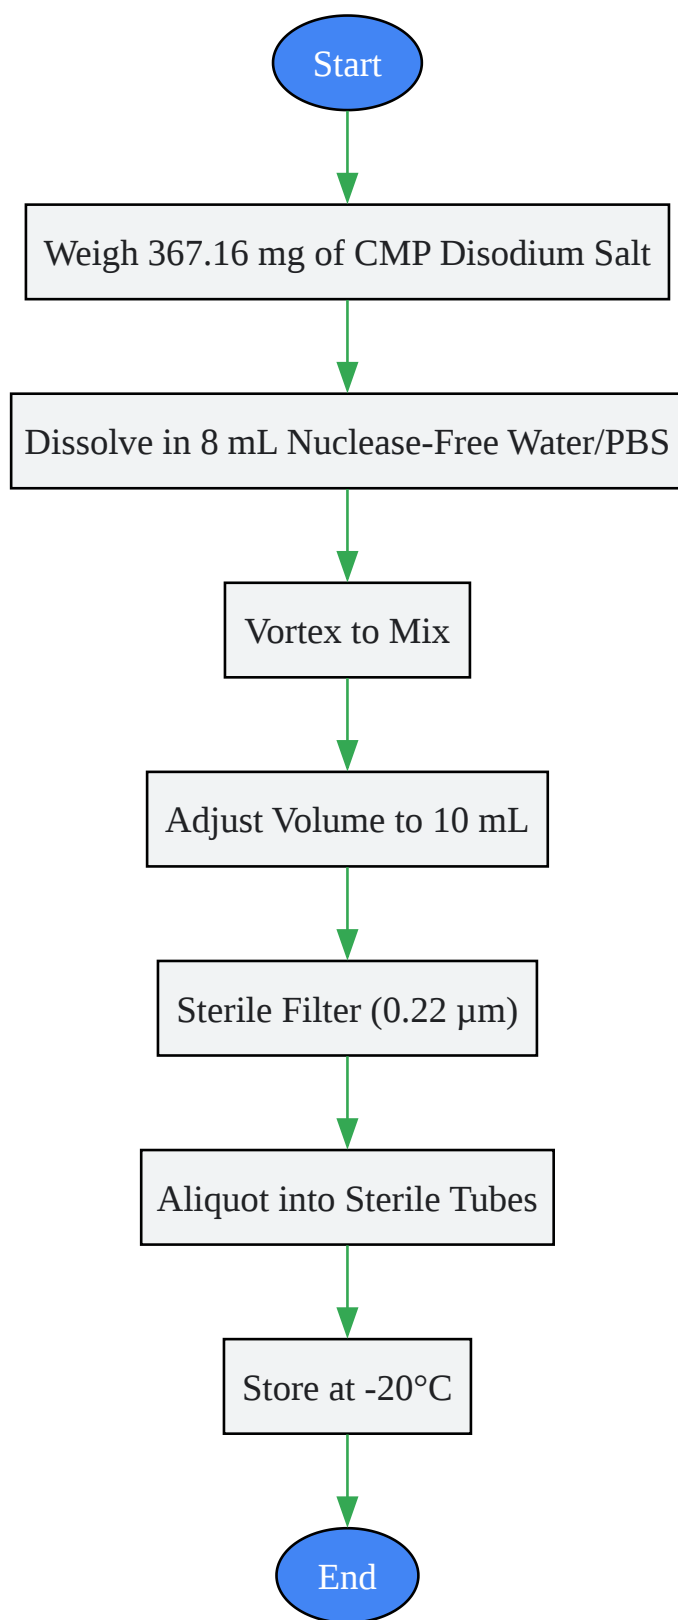 Start
Weigh 367.16 mg of CMP Disodium Salt
Dissolve in 8 mL Nuclease-Free Water/PBS
Vortex to Mix
Adjust Volume to 10 mL
Sterile Filter (0.22 µm)
Aliquot into Sterile Tubes
Store at -20°C
End